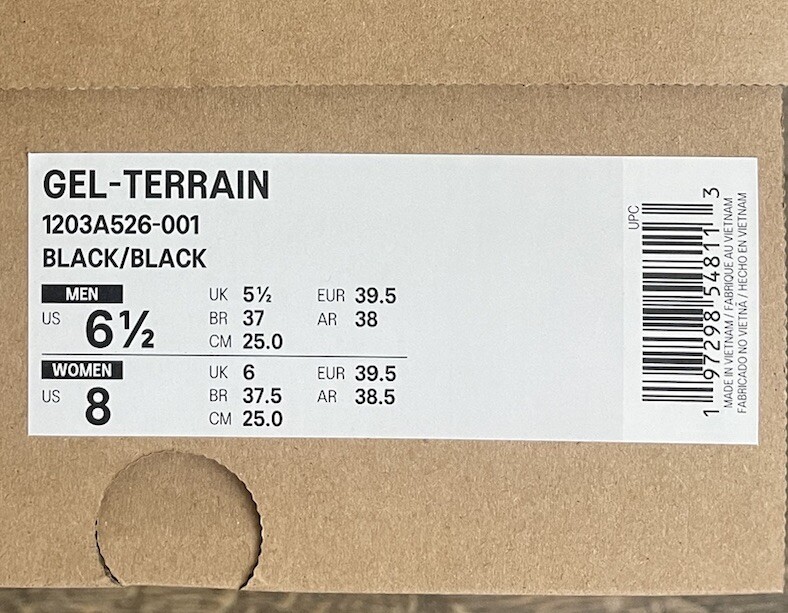 GEL-TERRAIN
1203A526-001
BLACK/BLACK
MEN
US 6½
UK 5½ EUR 39.5
BR 37 AR 38
CM 25.0
WOMEN
US 8
UK 6 EUR 39.5
BR 37.5 AR 38.5
CM 25.0
UPC
1 97298 54811 3
MADE IN VIETNAM / FABRIQUE AU VIETNAM
FABRICADO NO VIETNÃ / HECHO EN VIETNAM